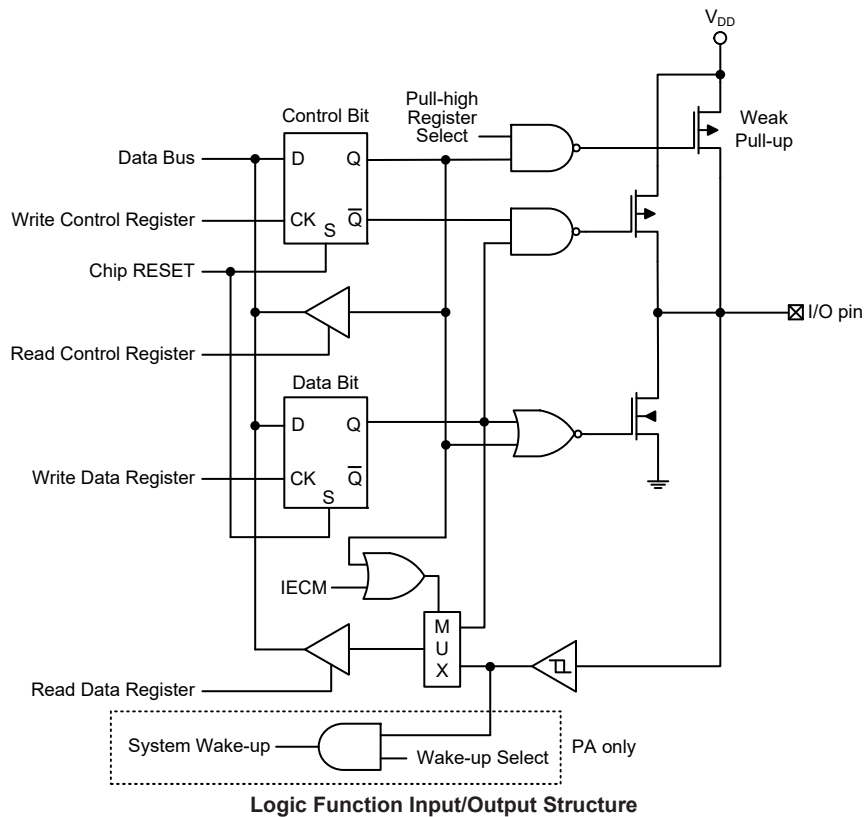 V_DD
Control Bit
Pull-high
Register
Select
Weak
Pull-up
Data Bus
D
Q
Write Control Register
CK
Q̅
S
Chip RESET
I/O pin
Read Control Register
Data Bit
D
Q
Write Data Register
CK
Q̅
S
IECM
M
U
X
Read Data Register
System Wake-up
Wake-up Select
PA only
Logic Function Input/Output Structure